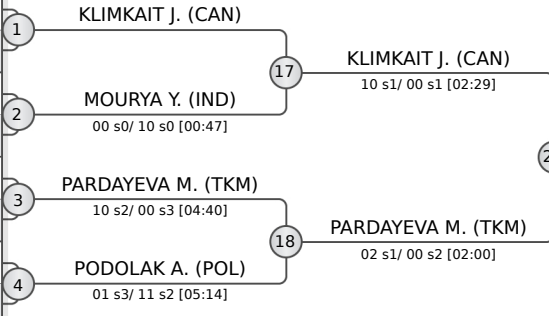 KLIMKAIT J. (CAN)
1
17
KLIMKAIT J. (CAN)
10 s1/ 00 s1 [02:29]
MOURYA Y. (IND)
2
00 s0/ 10 s0 [00:47]
2
PARDAYEVA M. (TKM)
3
10 s2/ 00 s3 [04:40]
18
PARDAYEVA M. (TKM)
02 s1/ 00 s2 [02:00]
PODOLAK A. (POL)
4
01 s3/ 11 s2 [05:14]